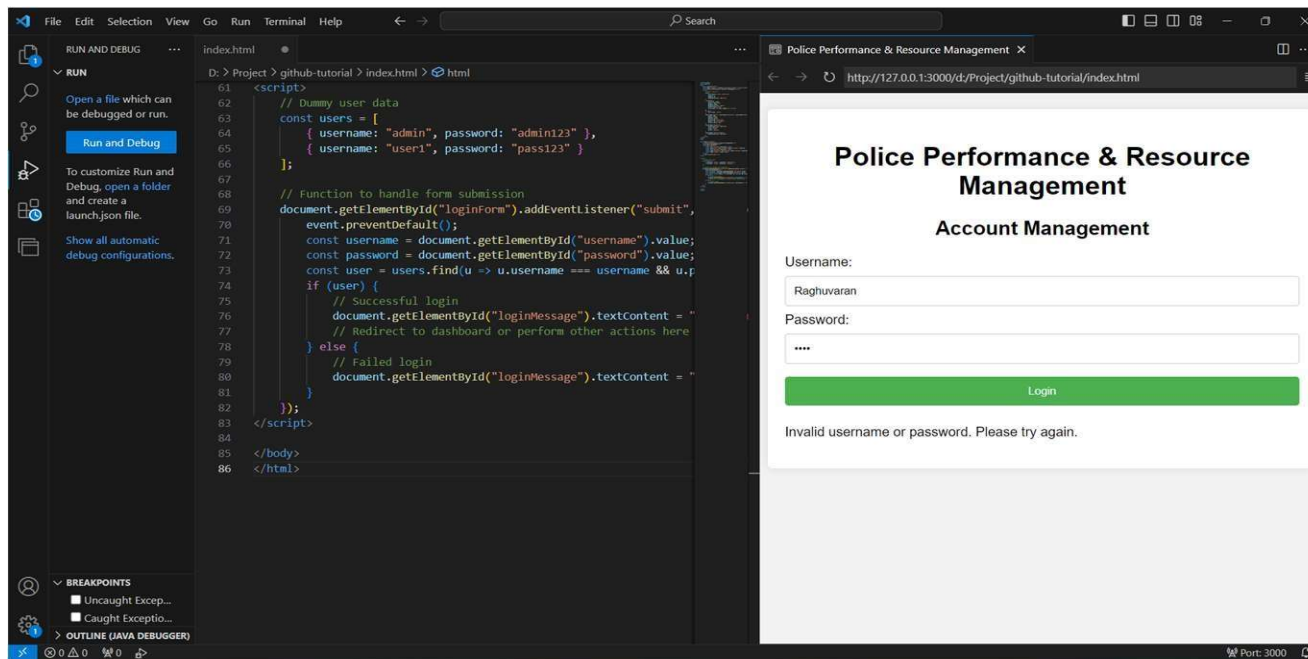 File Edit Selection View Go Run Terminal Help
Search
RUN AND DEBUG
RUN
Open a file which can
be debugged or run.
Run and Debug
To customize Run and
Debug, open a folder
and create a
launch.json file.
Show all automatic
debug configurations.
BREAKPOINTS
Uncaught Excep...
Caught Exceptio...
OUTLINE (JAVA DEBUGGER)
index.html
D: > Project > github-tutorial > index.html > html
61 <script>
62 // Dummy user data
63 const users = [
64 { username: "admin", password: "admin123" },
65 { username: "user1", password: "pass123" }
66 ];
67
68 // Function to handle form submission
69 document.getElementById("loginForm").addEventListener("submit",
70 event.preventDefault();
71 const username = document.getElementById("username").value;
72 const password = document.getElementById("password").value;
73 const user = users.find(u => u.username === username && u.p
74 if (user) {
75 // Successful login
76 document.getElementById("loginMessage").textContent = "
77 // Redirect to dashboard or perform other actions here
78 } else {
79 // Failed login
80 document.getElementById("loginMessage").textContent = "
81 }
82 });
83 </script>
84
85 </body>
86 </html>
Police Performance & Resource Management
http://127.0.0.1:3000/d:/Project/github-tutorial/index.html
Police Performance & Resource
Management
Account Management
Username:
Raghuvaran
Password:
••••
Login
Invalid username or password. Please try again.
0 0 0
Port: 3000